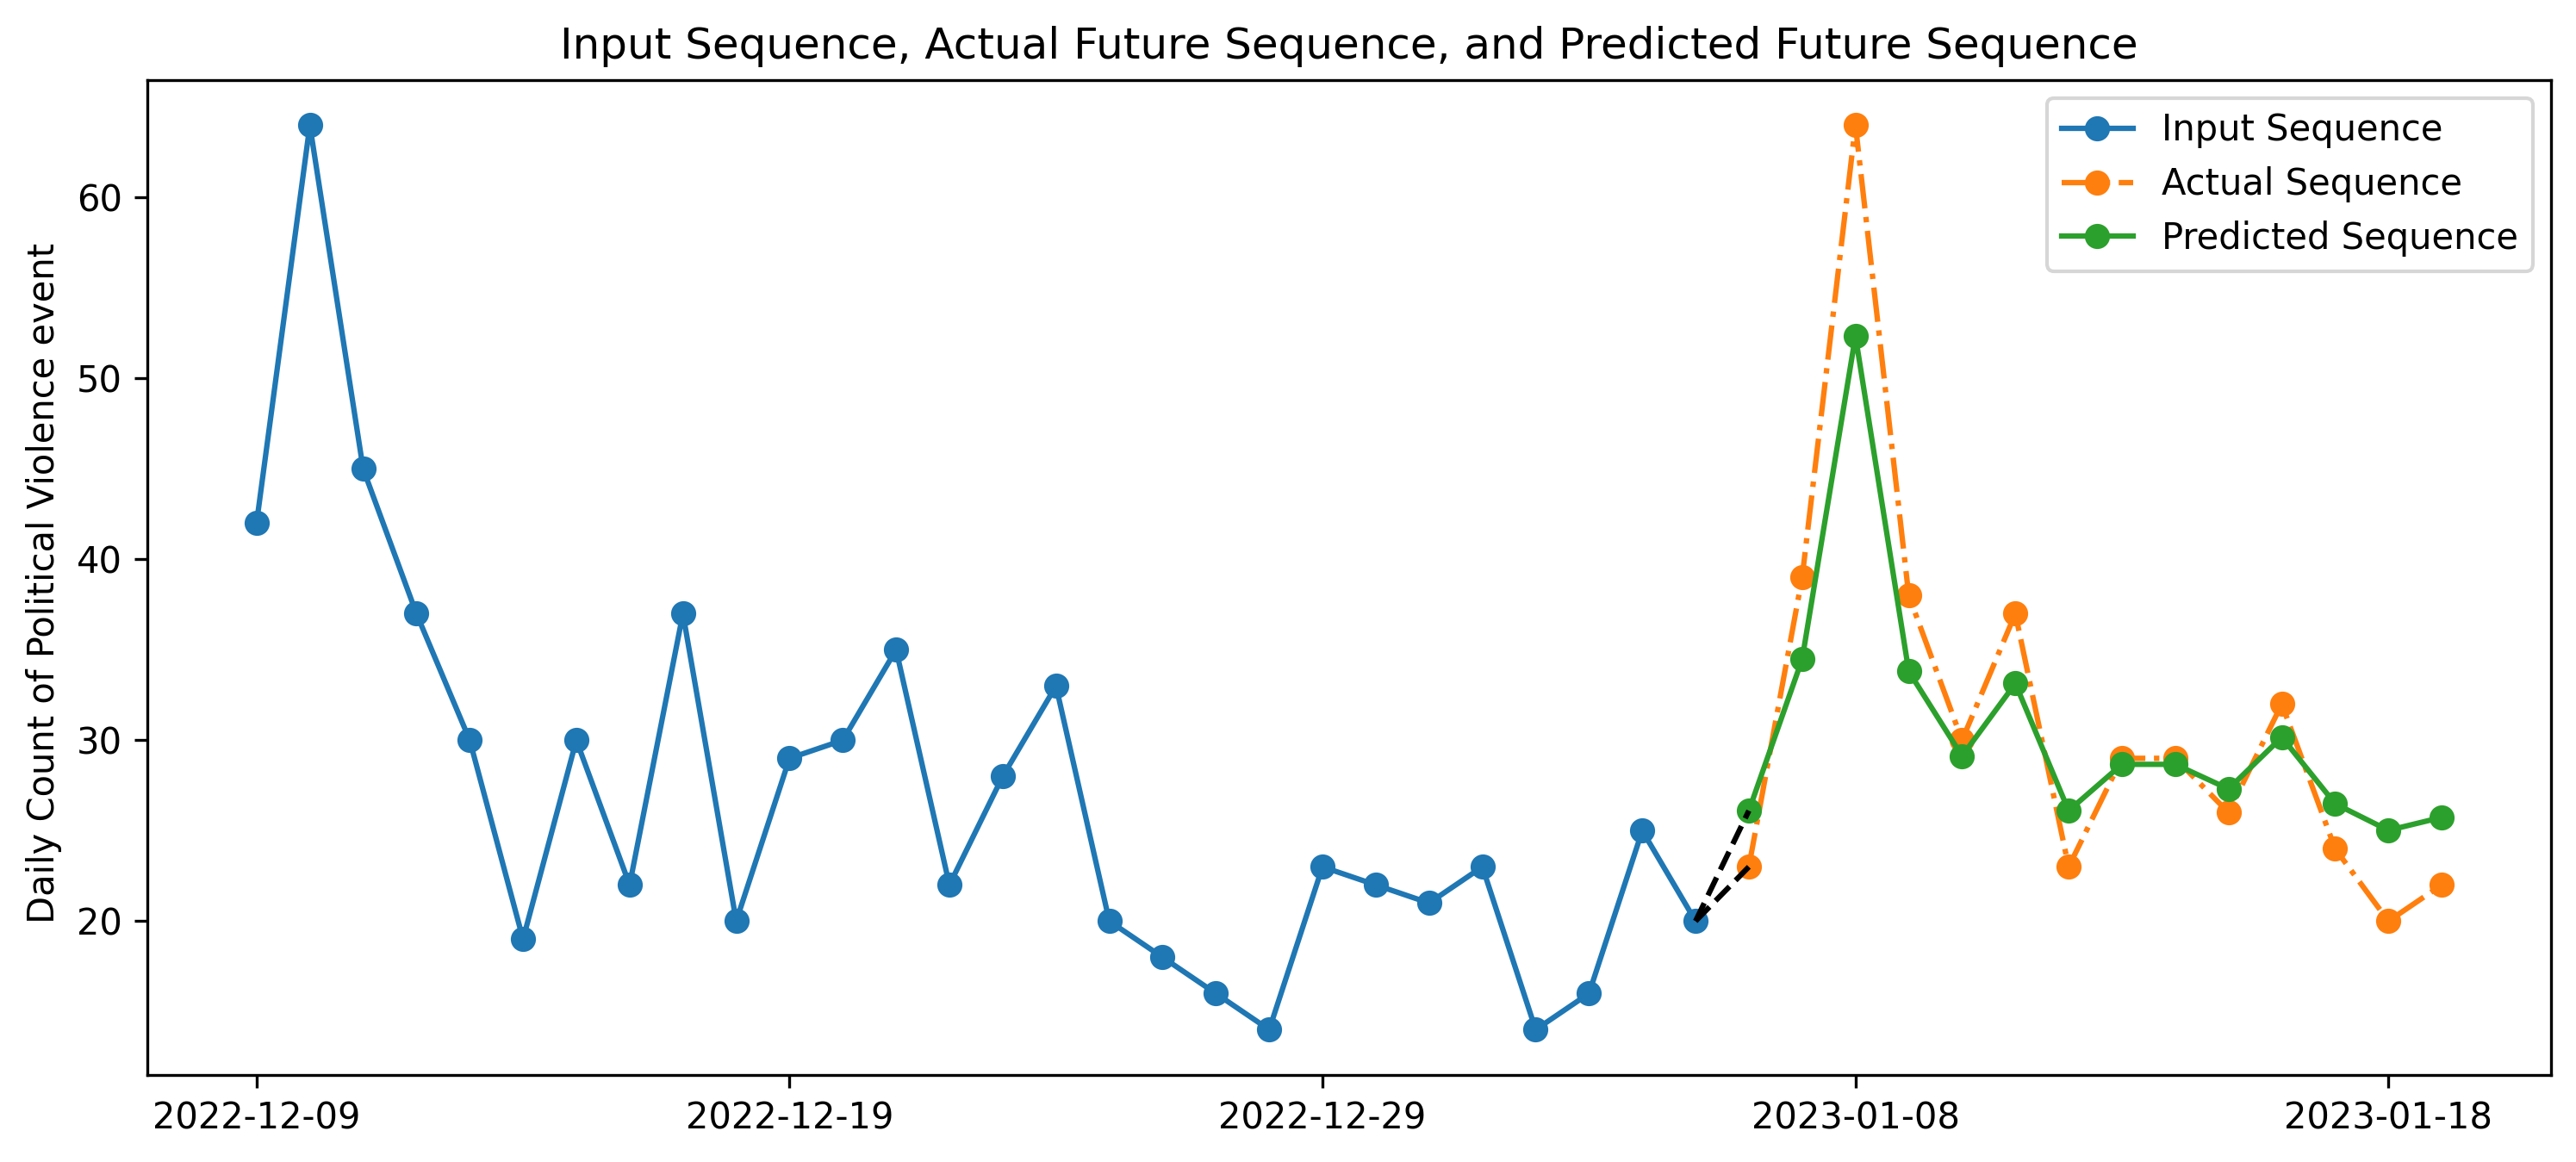 Input Sequence, Actual Future Sequence, and Predicted Future Sequence
Input Sequence
Actual Sequence
Predicted Sequence
Daily Count of Political Violence event
60
50
40
30
20
2022-12-09
2022-12-19
2022-12-29
2023-01-08
2023-01-18